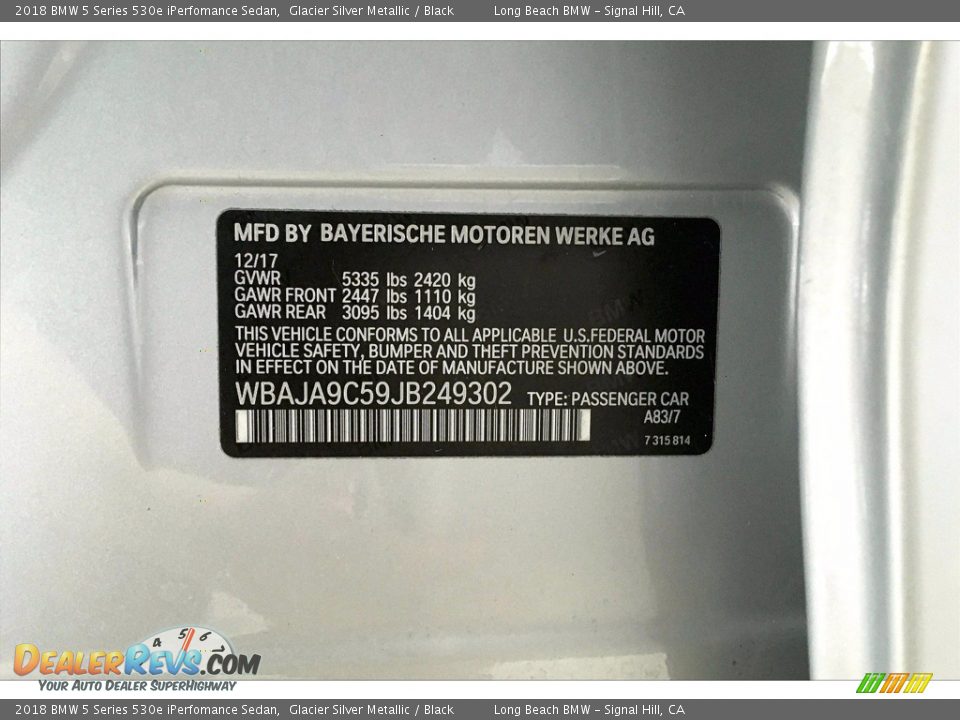 2018 BMW 5 Series 530e iPerfomance Sedan, Glacier Silver Metallic / Black Long Beach BMW – Signal Hill, CA
MFD BY BAYERISCHE MOTOREN WERKE AG
12/17
GVWR 5335 lbs 2420 kg
GAWR FRONT 2447 lbs 1110 kg
GAWR REAR 3095 lbs 1404 kg
THIS VEHICLE CONFORMS TO ALL APPLICABLE U.S.FEDERAL MOTOR
VEHICLE SAFETY, BUMPER AND THEFT PREVENTION STANDARDS
IN EFFECT ON THE DATE OF MANUFACTURE SHOWN ABOVE.
WBAJA9C59JB249302 TYPE: PASSENGER CAR
A83/7
7 315 814
4 5 6 7
DEALERREVS.COM
YOUR AUTO DEALER SUPERHIGHWAY
2018 BMW 5 Series 530e iPerfomance Sedan, Glacier Silver Metallic / Black Long Beach BMW – Signal Hill, CA